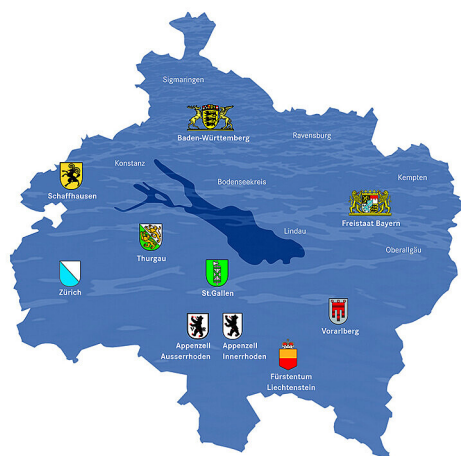 Sigmaringen
Baden-Württemberg
Ravensburg
Konstanz
Kempten
Bodenseekreis
Schaffhausen
Freistaat Bayern
Lindau
Oberallgäu
Thurgau
Zürich
St.Gallen
Vorarlberg
Appenzell
Ausserrhoden
Appenzell
Innerrhoden
Fürstentum
Liechtenstein